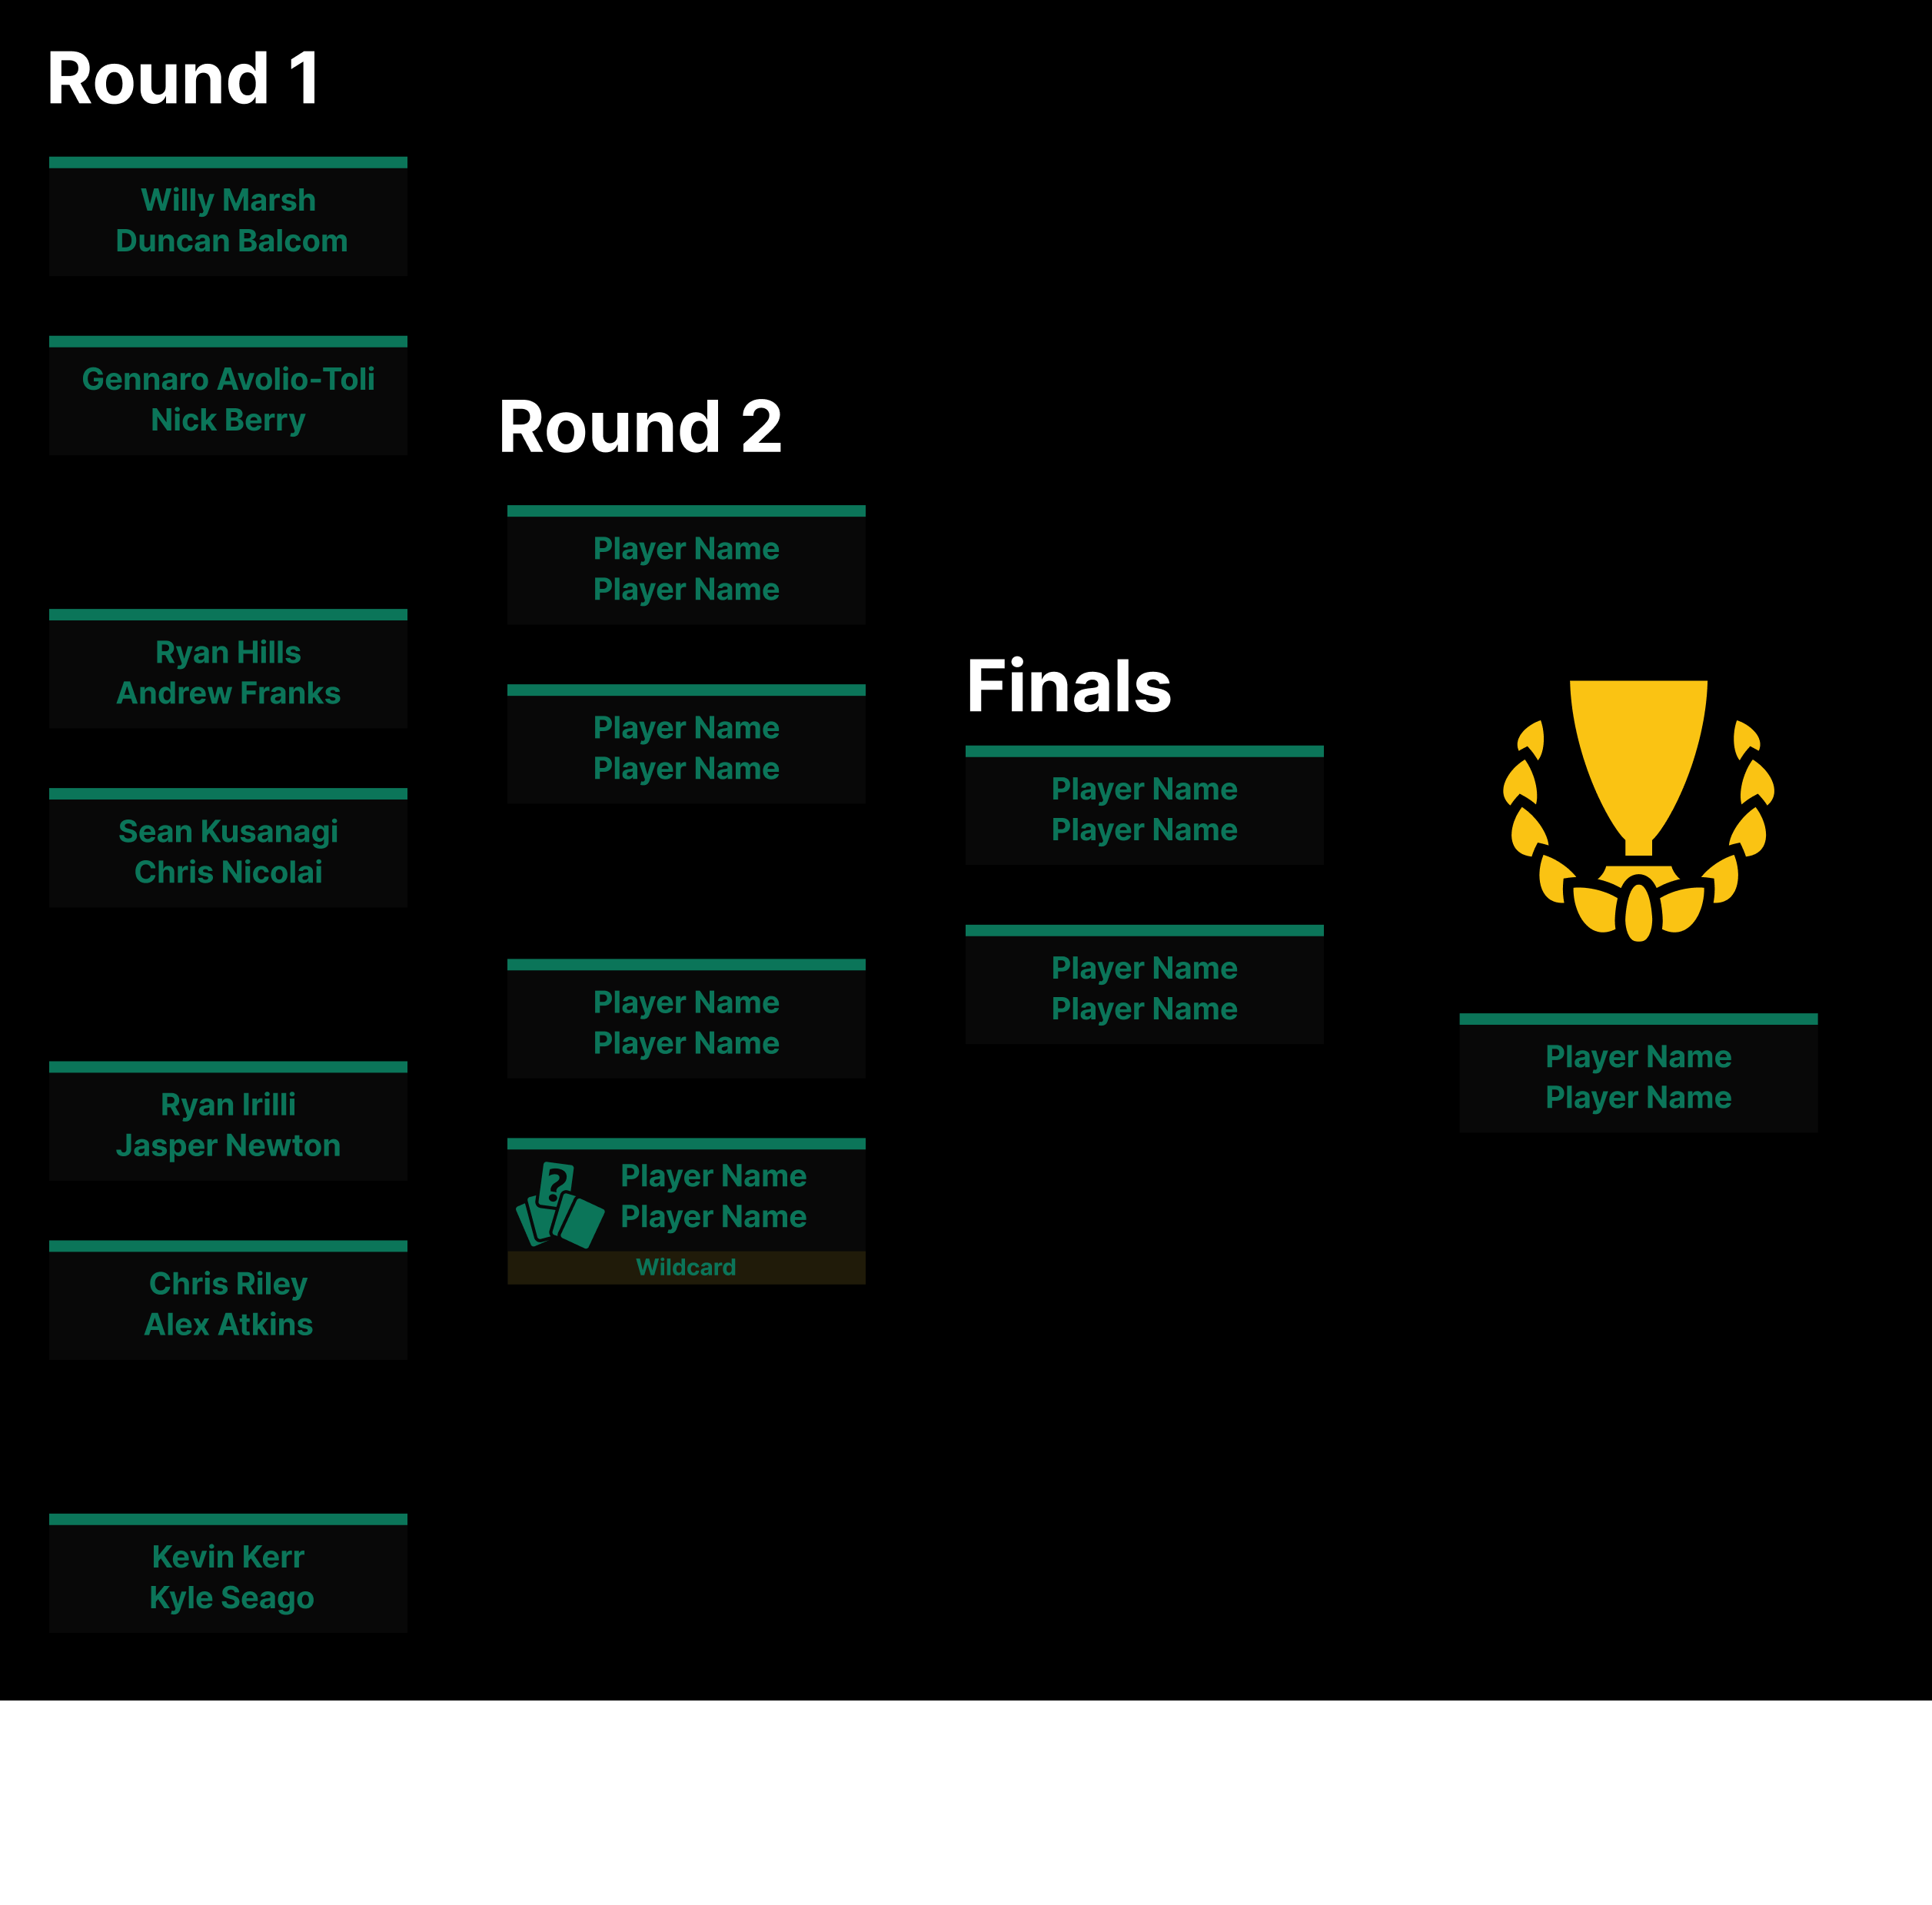 Round 1
Willy Marsh
Duncan Balcom
Gennaro Avolio-Toli
Nick Berry
Ryan Hills
Andrew Franks
Sean Kusanagi
Chris Nicolai
Ryan Irilli
Jasper Newton
Chris Riley
Alex Atkins
Kevin Kerr
Kyle Seago
Round 2
Player Name
Player Name
Player Name
Player Name
Player Name
Player Name
?
Player Name
Player Name
Wildcard
Finals
Player Name
Player Name
Player Name
Player Name
Player Name
Player Name